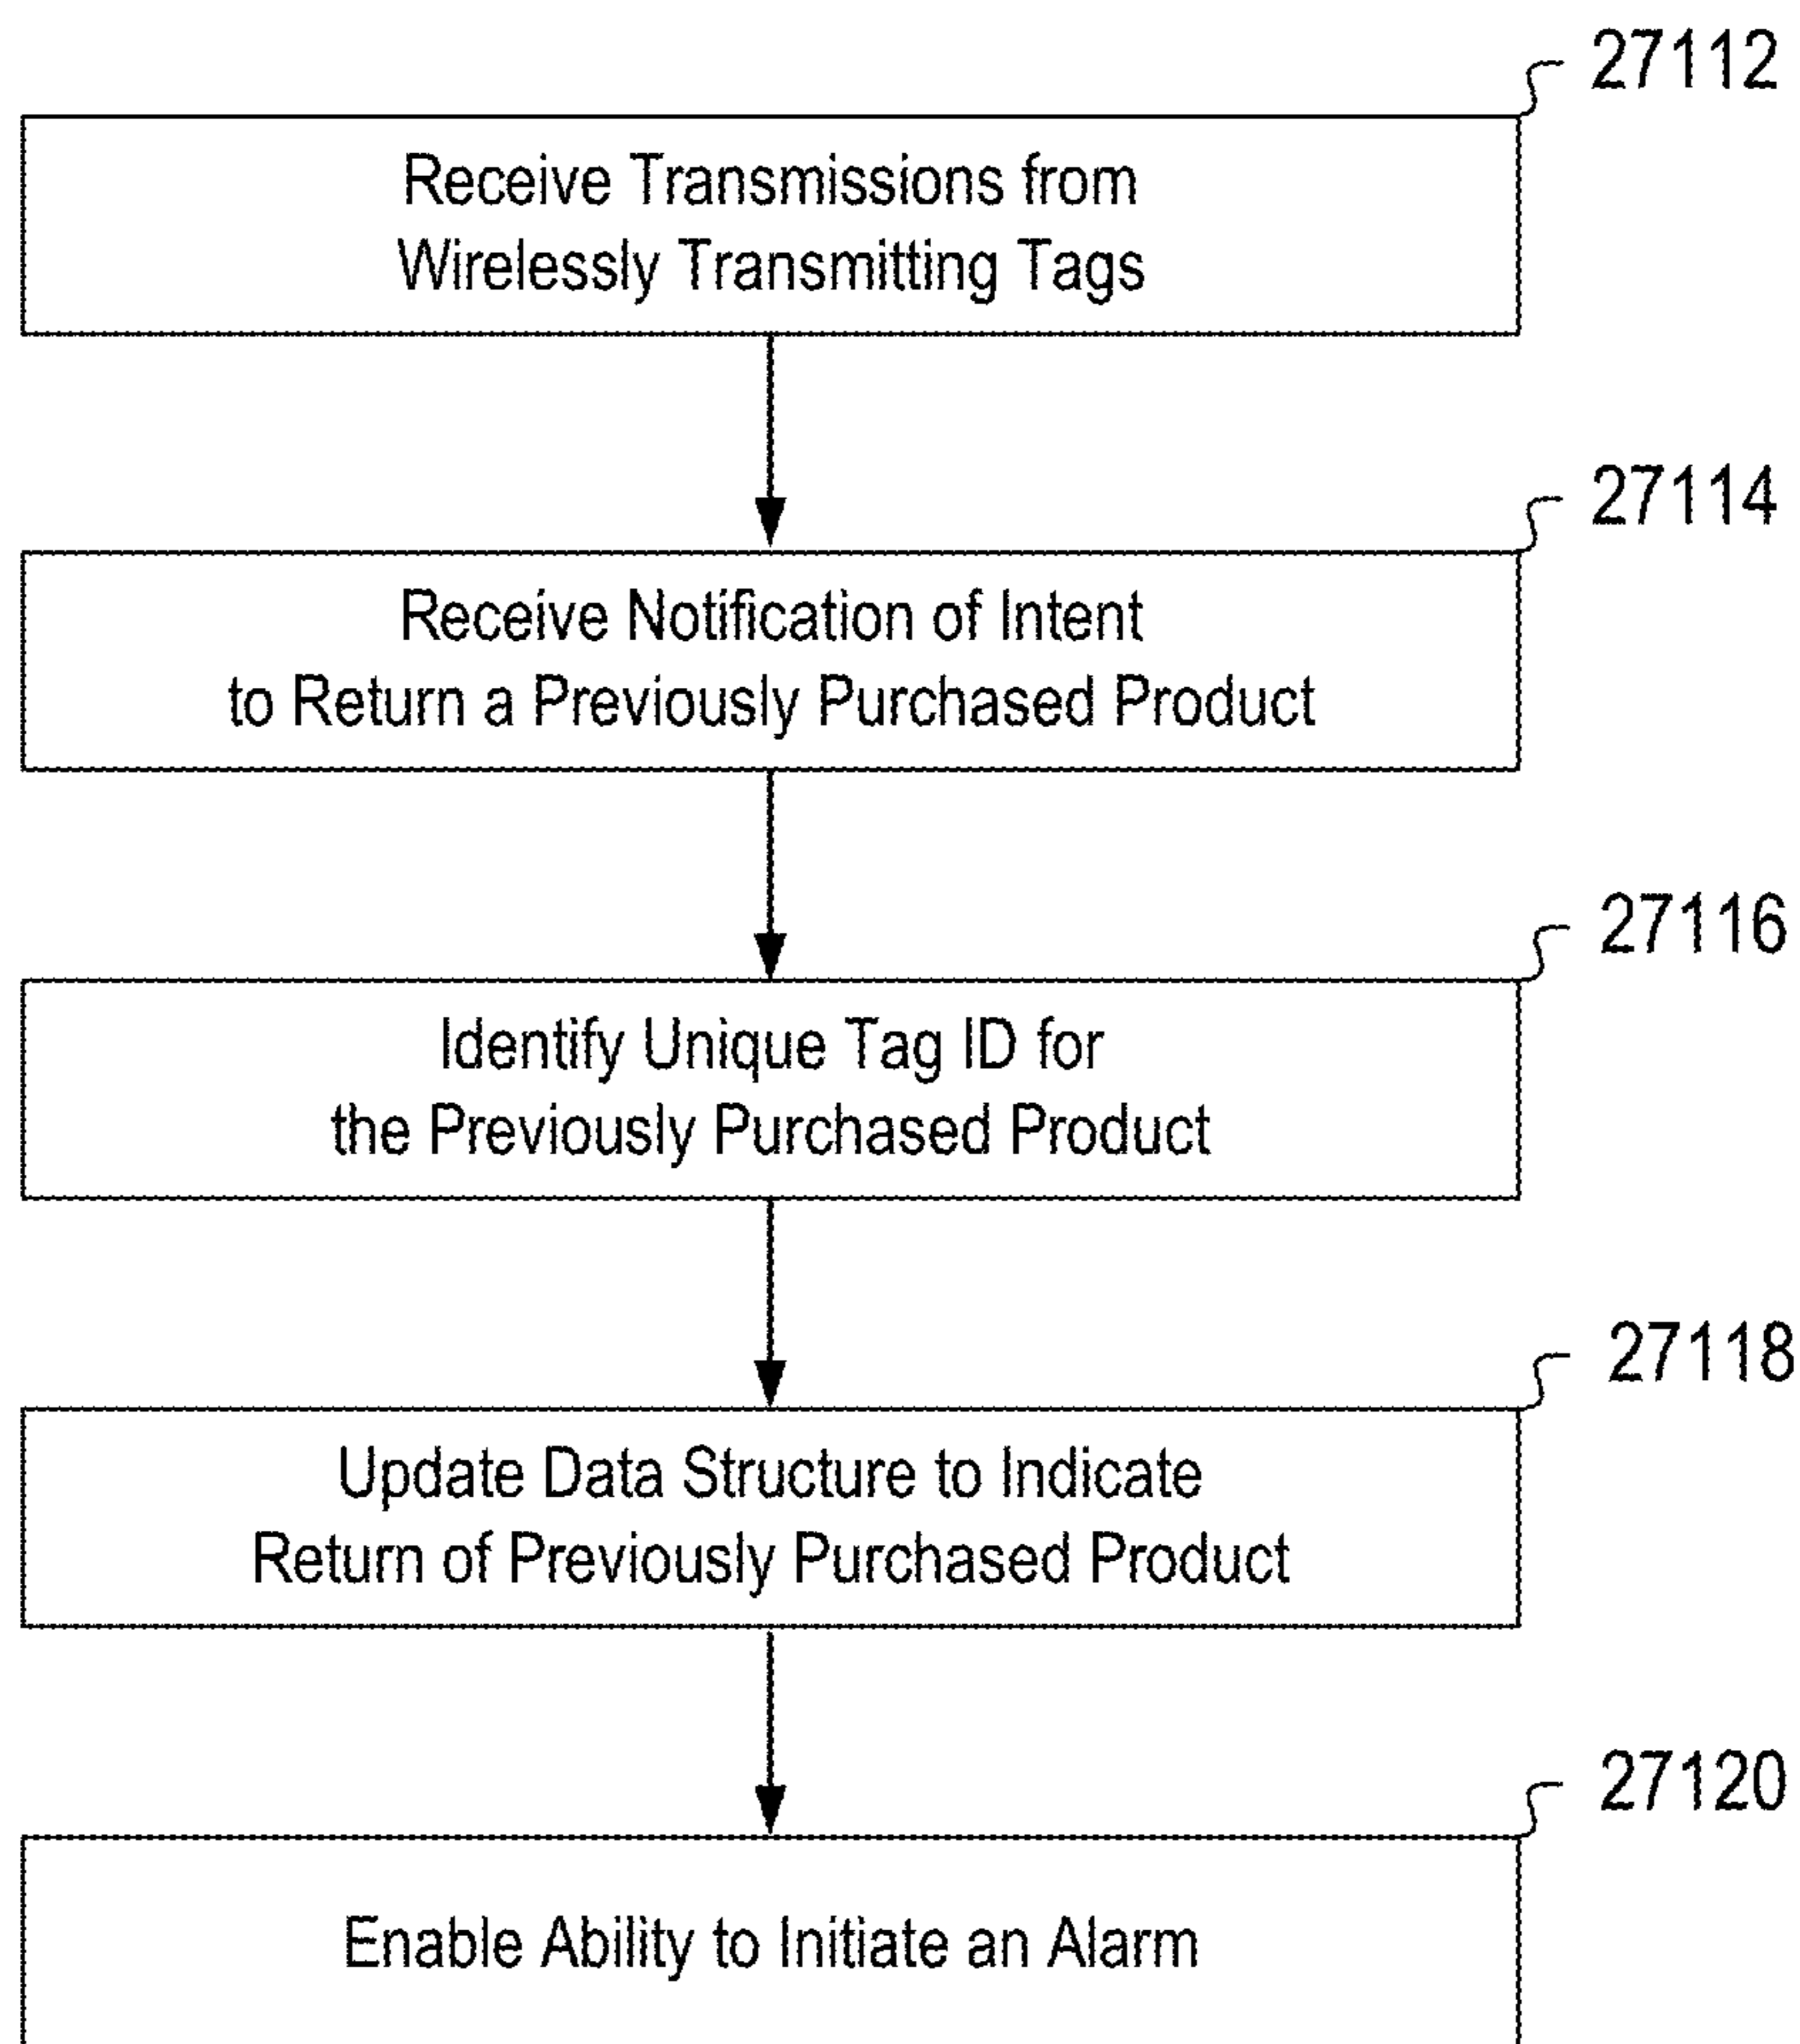 27112
Receive Transmissions from
Wirelessly Transmitting Tags
27114
Receive Notification of Intent
to Return a Previously Purchased Product
27116
Identify Unique Tag ID for
the Previously Purchased Product
27118
Update Data Structure to Indicate
Return of Previously Purchased Product
27120
Enable Ability to Initiate an Alarm